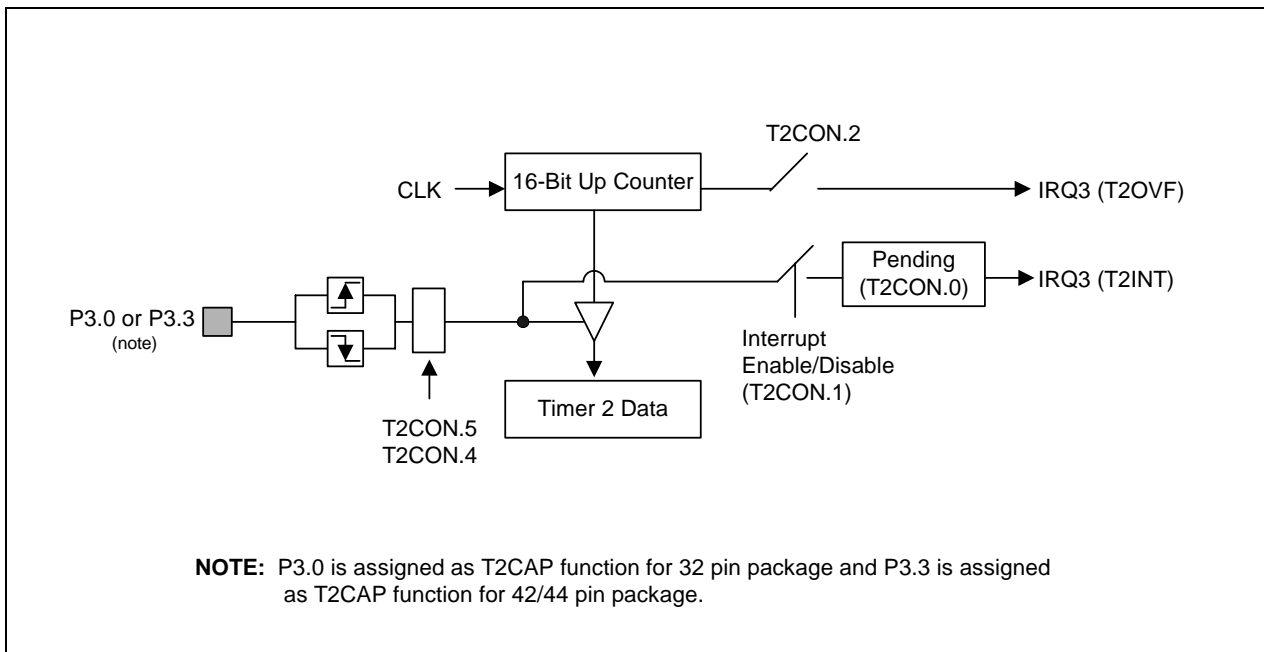 T2CON.2
CLK
16-Bit Up Counter
IRQ3 (T2OVF)
Pending
(T2CON.0)
IRQ3 (T2INT)
P3.0 or P3.3
(note)
Interrupt
Enable/Disable
(T2CON.1)
Timer 2 Data
T2CON.5
T2CON.4
NOTE: P3.0 is assigned as T2CAP function for 32 pin package and P3.3 is assigned
as T2CAP function for 42/44 pin package.